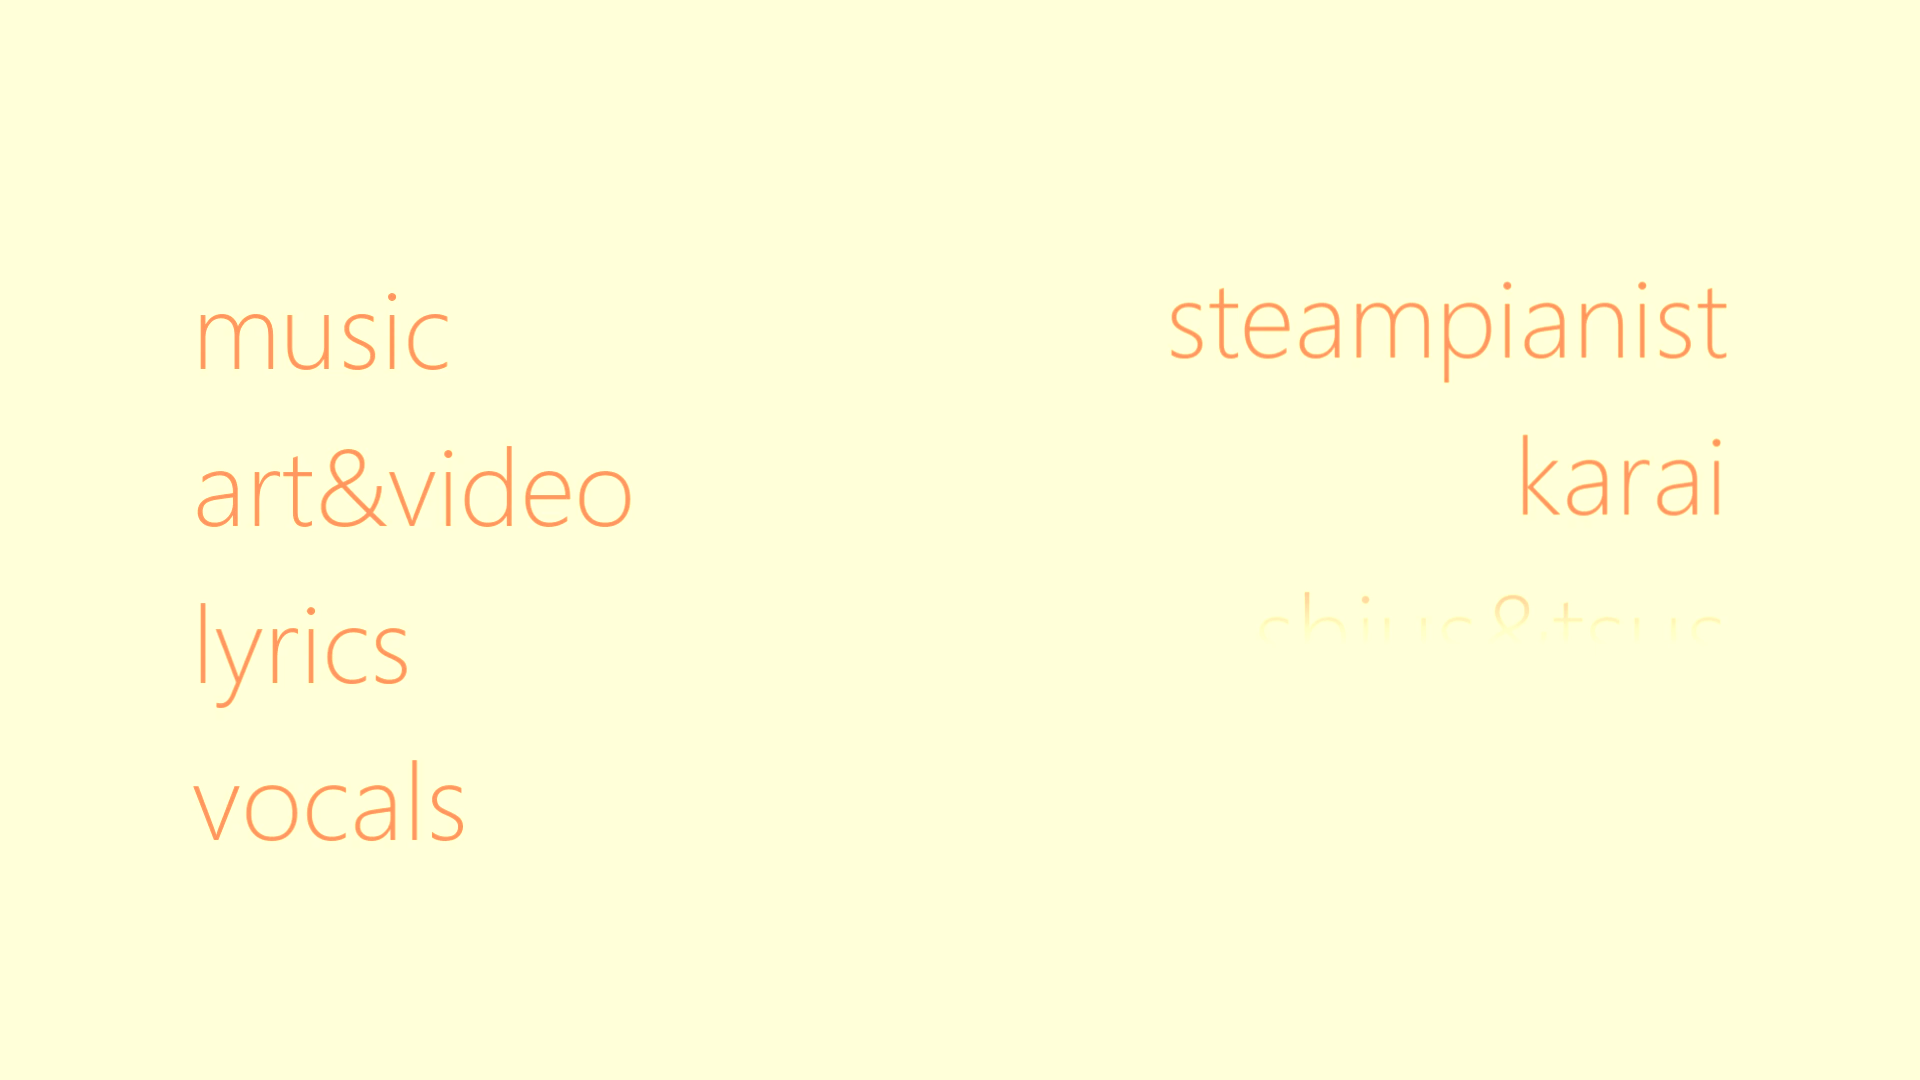 music steampianist
art&video karai
lyrics
vocals